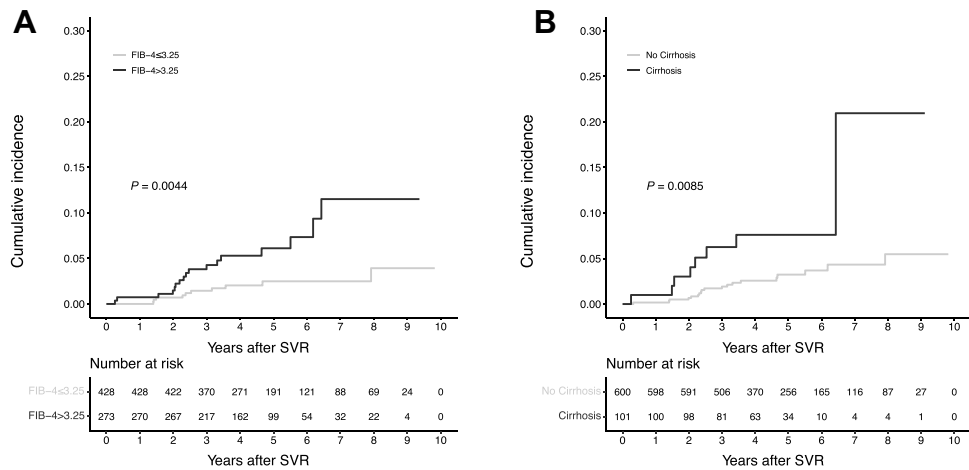 A
0.30
0.25
0.20
0.15
0.10
0.05
0.00
Cumulative incidence
FIB−4≤3.25
FIB−4>3.25
P = 0.0044
0 1 2 3 4 5 6 7 8 9 10
Years after SVR
Number at risk
FIB−4≤3.25 428 428 422 370 271 191 121 88 69 24 0
FIB−4>3.25 273 270 267 217 162 99 54 32 22 4 0
0 1 2 3 4 5 6 7 8 9 10
Years after SVR
B
0.30
0.25
0.20
0.15
0.10
0.05
0.00
Cumulative incidence
No Cirrhosis
Cirrhosis
P = 0.0085
0 1 2 3 4 5 6 7 8 9 10
Years after SVR
Number at risk
No Cirrhosis 600 598 591 506 370 256 165 116 87 27 0
Cirrhosis 101 100 98 81 63 34 10 4 4 1 0
0 1 2 3 4 5 6 7 8 9 10
Years after SVR